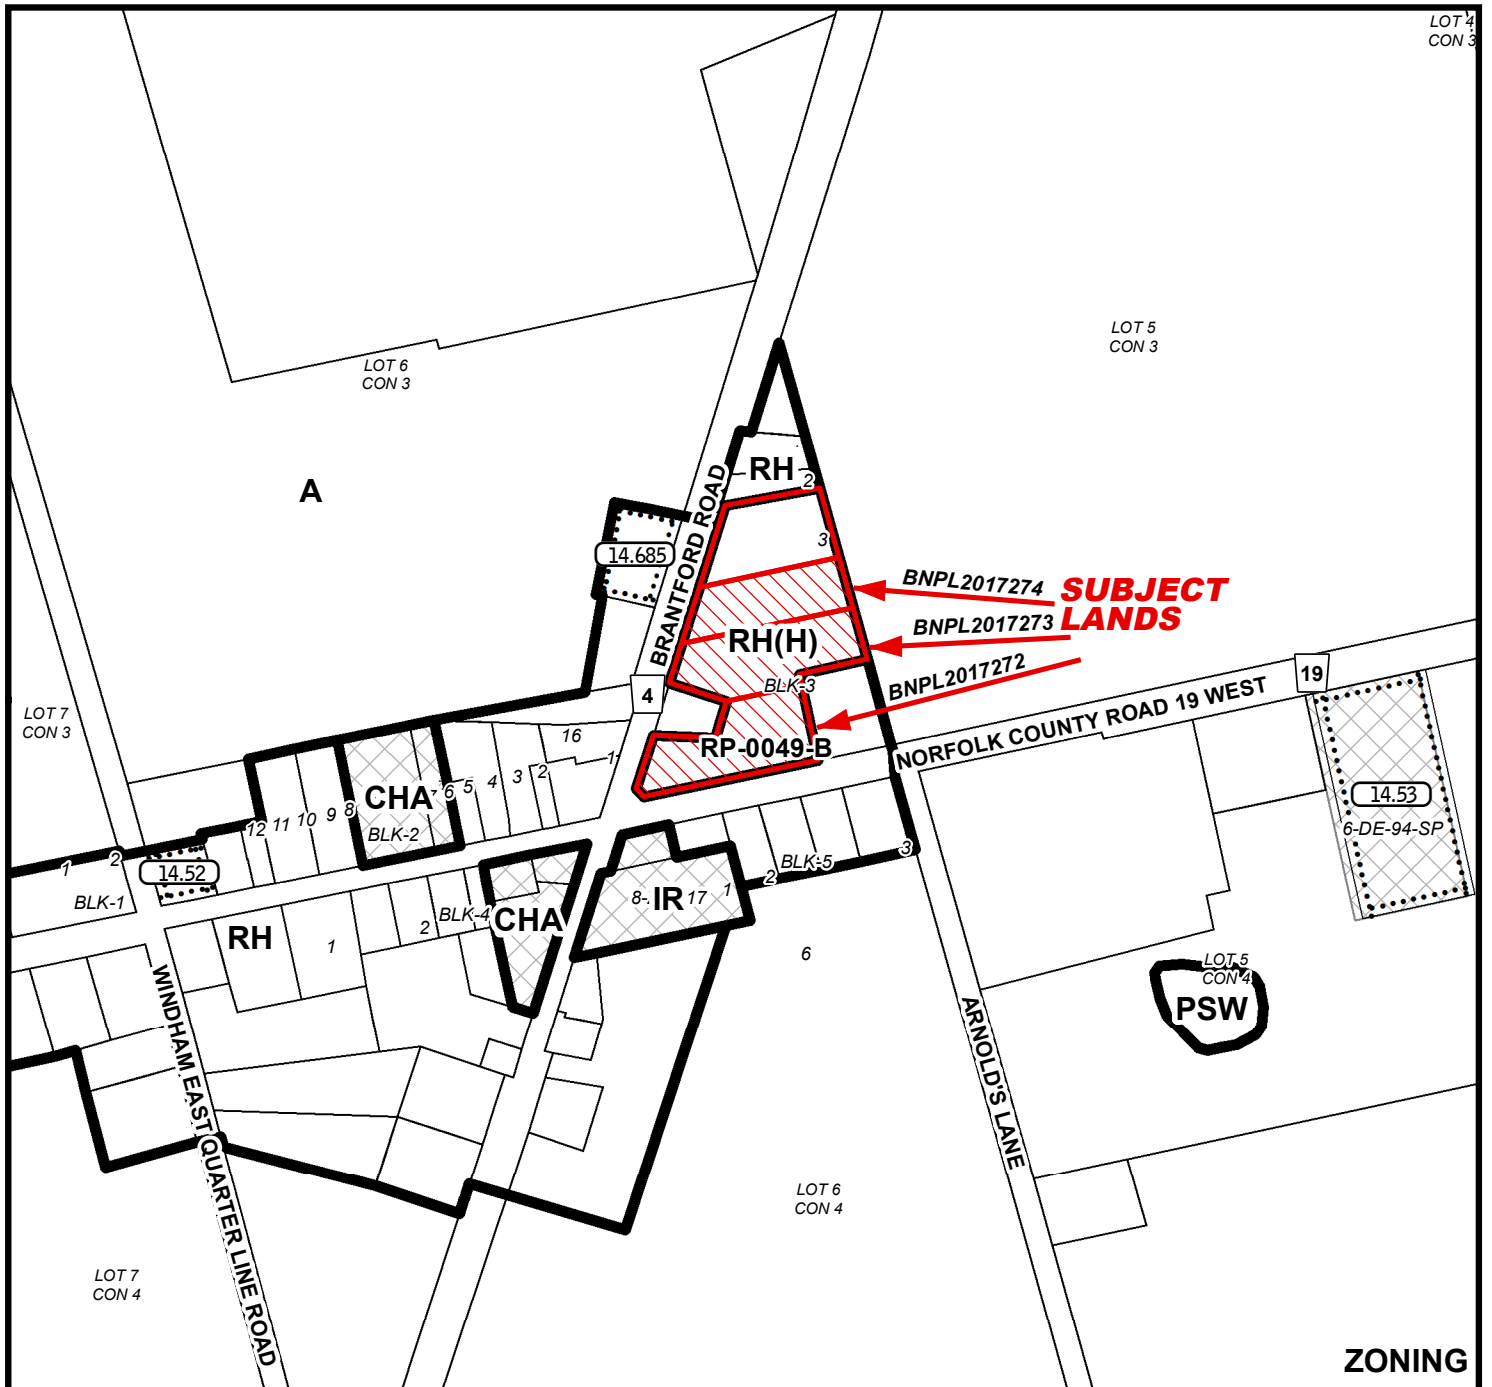 LOT 4
CON 3
LOT 5
CON 3
LOT 6
CON 3
A
RH
2
3
14.685
BRANTFORD ROAD
BNPL2017274
SUBJECT
LANDS
BNPL2017273
BNPL2017272
RH(H)
BLK-3
4
19
NORFOLK COUNTY ROAD 19 WEST
RP-0049-B
LOT 7
CON 3
16
1
2
3
4
5
6
CHA
BLK-2
8
9
10
11
12
14.53
6-DE-94-SP
1
2
14.52
BLK-1
BLK-5
3
2
1
8-
IR
17
BLK-4
CHA
2
RH
1
6
LOT 5
CON 4
PSW
WINDHAM EAST QUARTER LINE ROAD
ARNOLD'S LANE
LOT 6
CON 4
LOT 7
CON 4
ZONING